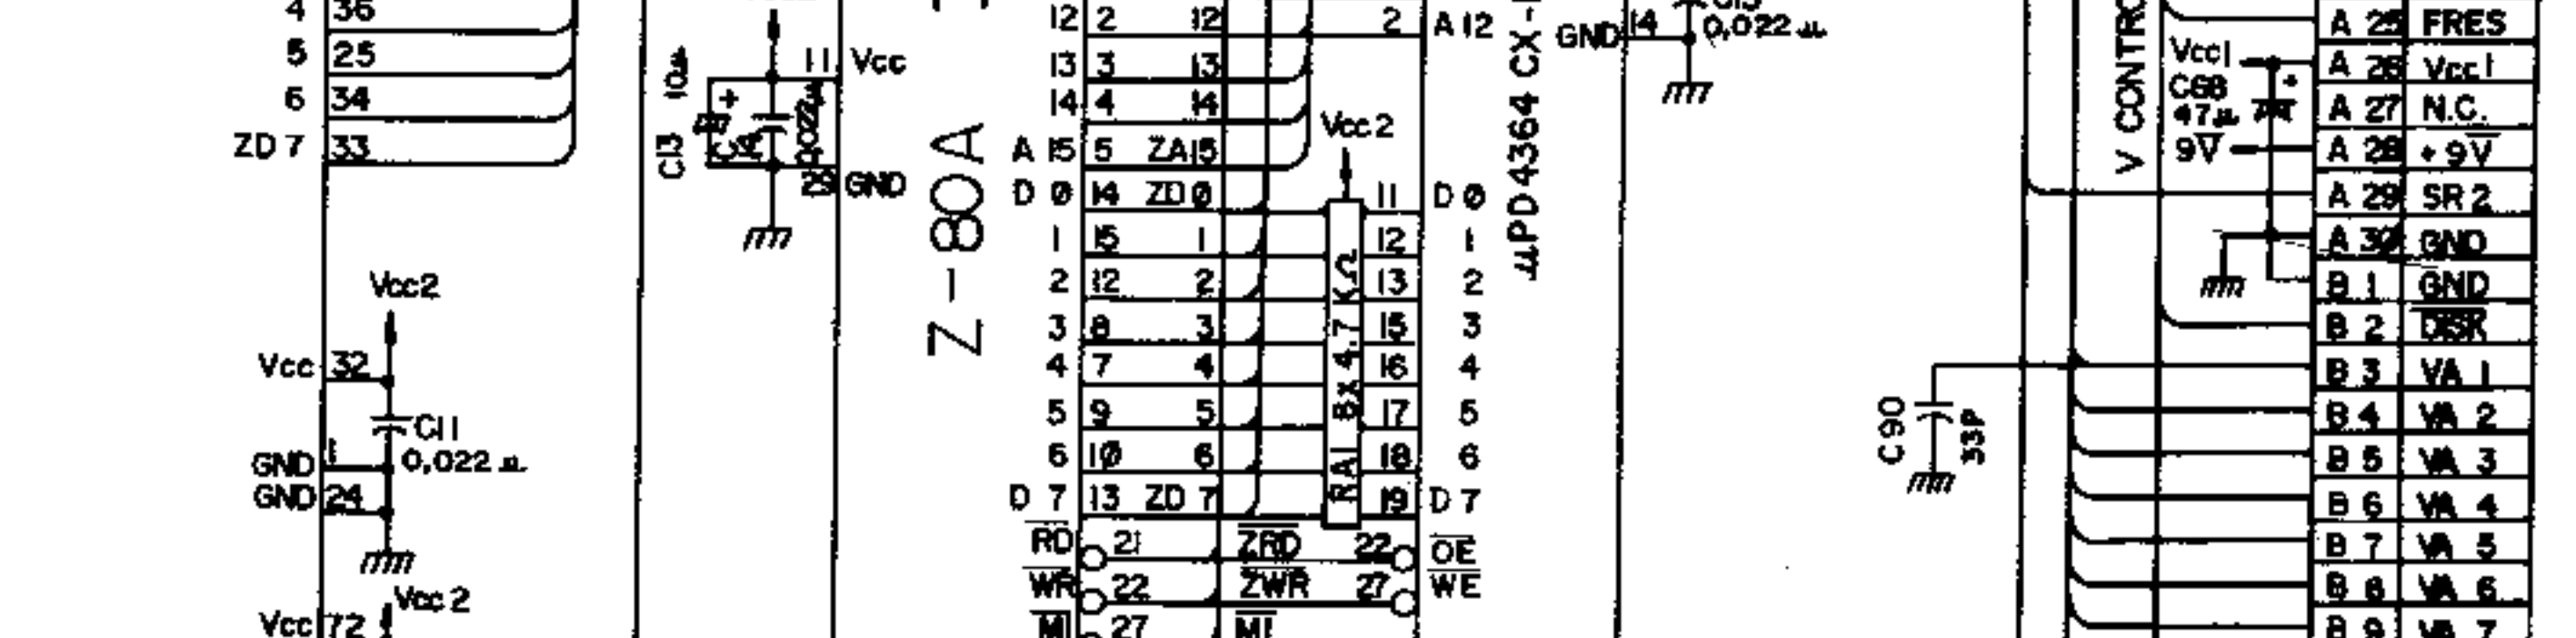 4 36
5 25
6 34
ZD 7 33
Vcc2
Vcc 32
C11
0.022 μ
GND 1
GND 24
Vcc 2
Vcc 72
10μ
C13
+
0.022μ
11 Vcc
29 GND
Z-80A
12 2 12 2 A 12
13 3 13
14 4 14
Vcc 2
A 15 5 ZA15
D 0 14 ZD 0 11 D 0
1 15 1 12 1
2 12 2 13 2
3 8 3 15 3
4 7 4 16 4
5 9 5 17 5
6 10 6 18 6
D 7 13 ZD 7 19 D 7
RA1 8x4.7 KΩ
RD 21 ZRD 22 OE
WR 22 ZWR 27 WE
M1 27 M1
μPD4364 CX-
GND 14
0.022 μ
V CONTRO
Vcc1
C68
47μ
+
9V
C90
33P
A 25 FRES
A 26 Vcc1
A 27 N.C.
A 28 +9V
A 29 SR 2
A 30 GND
B 1 GND
B 2 DISR
B 3 VA 1
B 4 VA 2
B 5 VA 3
B 6 VA 4
B 7 VA 5
B 8 VA 6
B 9 VA 7